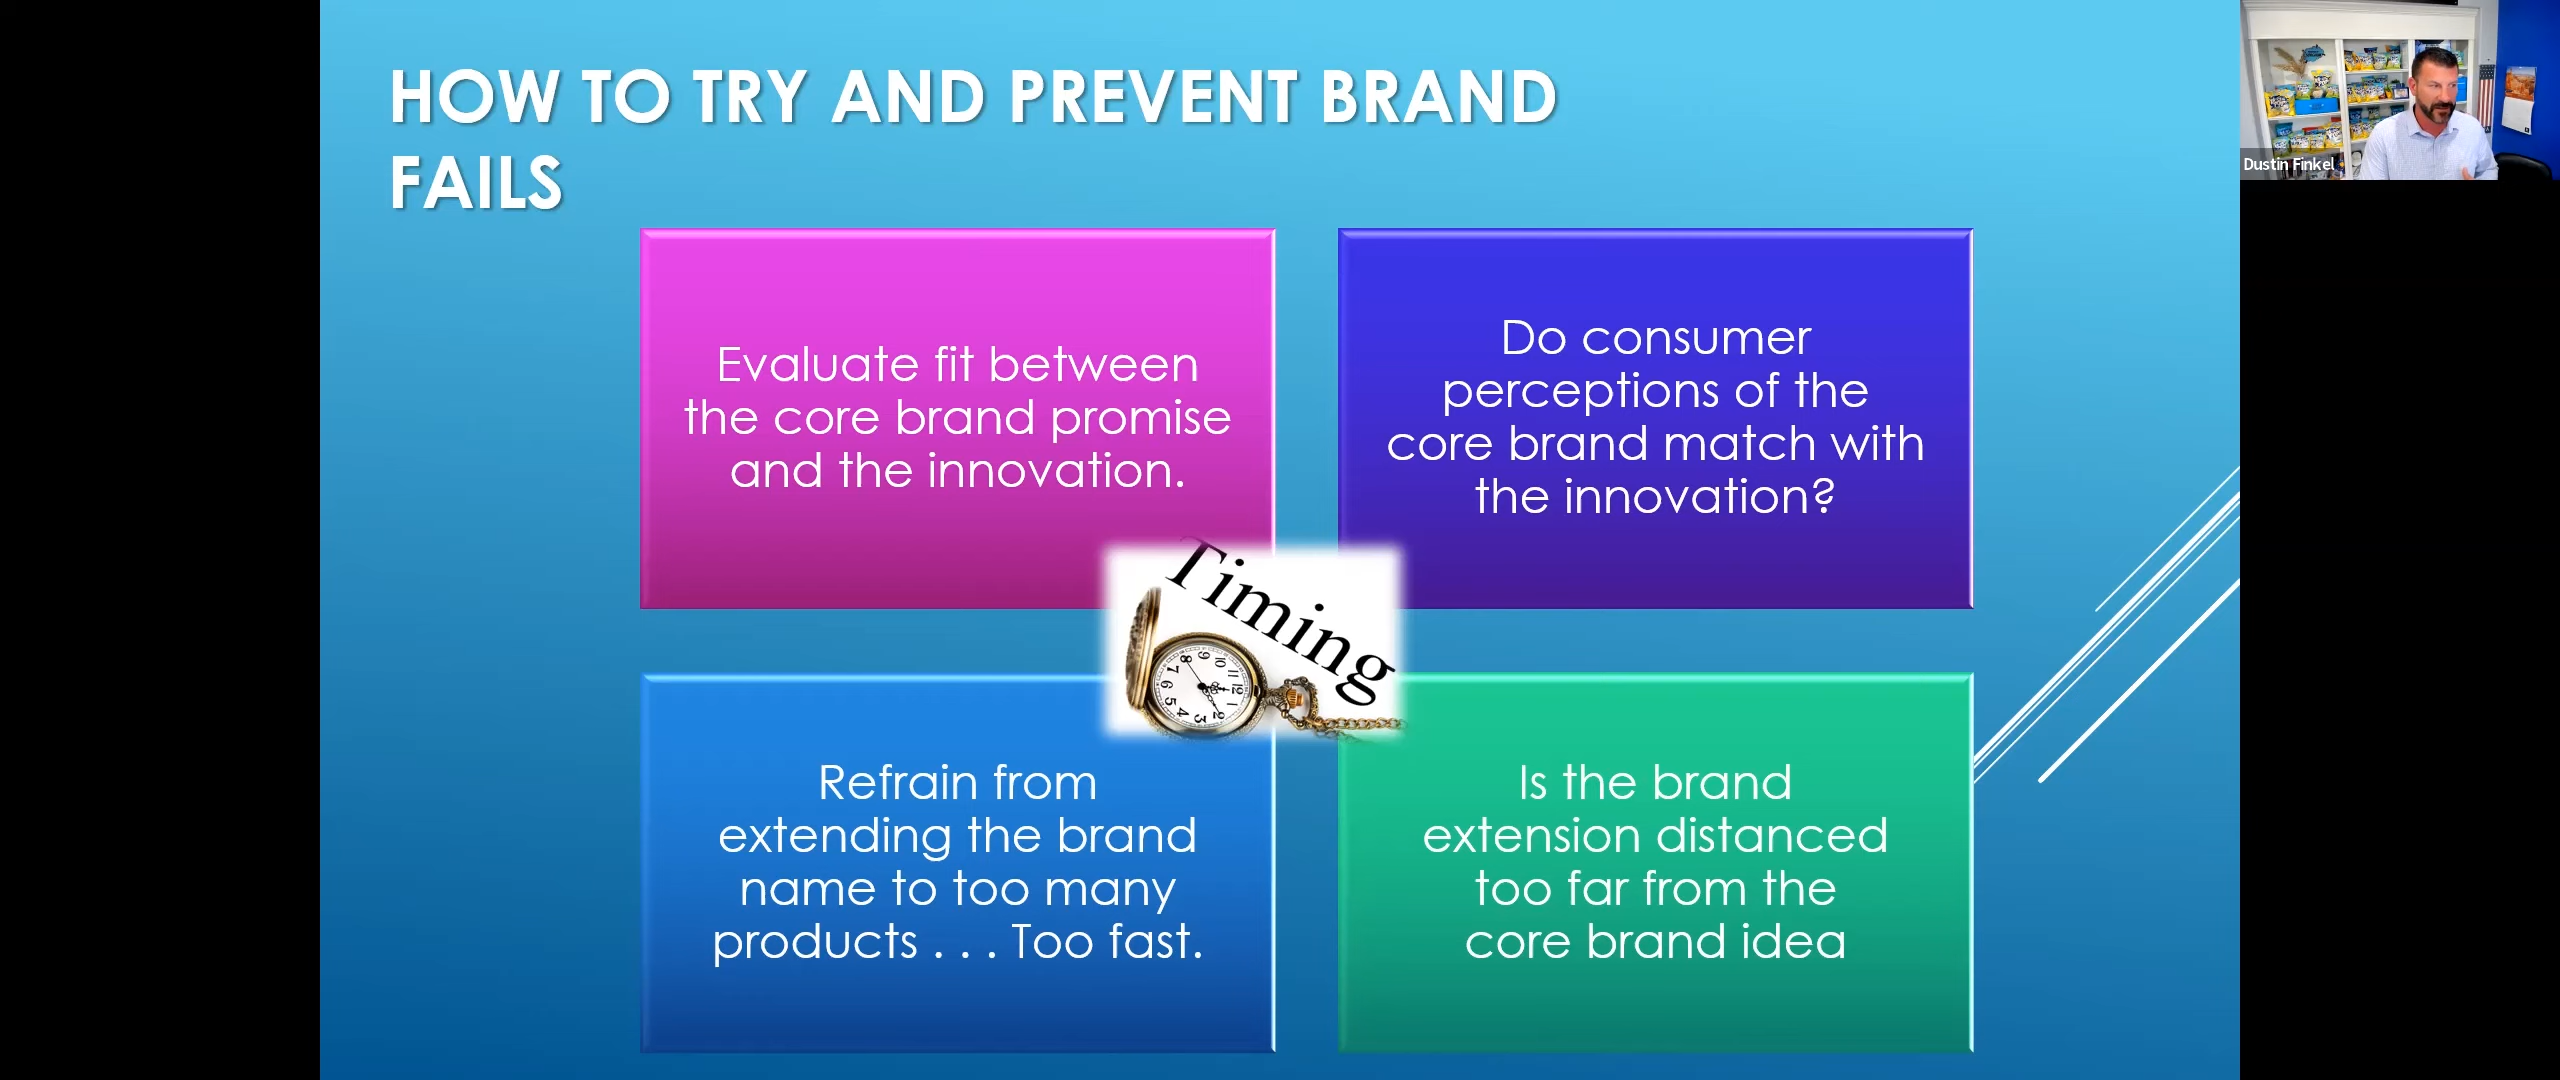 HOW TO TRY AND PREVENT BRAND
FAILS
Dustin Finkel
Evaluate fit between
the core brand promise
and the innovation.
Do consumer
perceptions of the
core brand match with
the innovation?
Timing
Refrain from
extending the brand
name to too many
products . . . Too fast.
Is the brand
extension distanced
too far from the
core brand idea